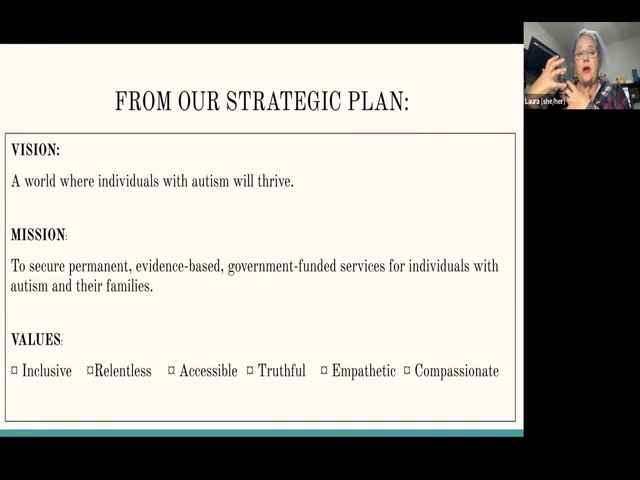 FROM OUR STRATEGIC PLAN:
VISION:
A world where individuals with autism will thrive.
MISSION:
To secure permanent, evidence-based, government-funded services for individuals with
autism and their families.
VALUES:
¤ Inclusive ¤Relentless ¤ Accessible ¤ Truthful ¤ Empathetic ¤ Compassionate
Laura (she/her)